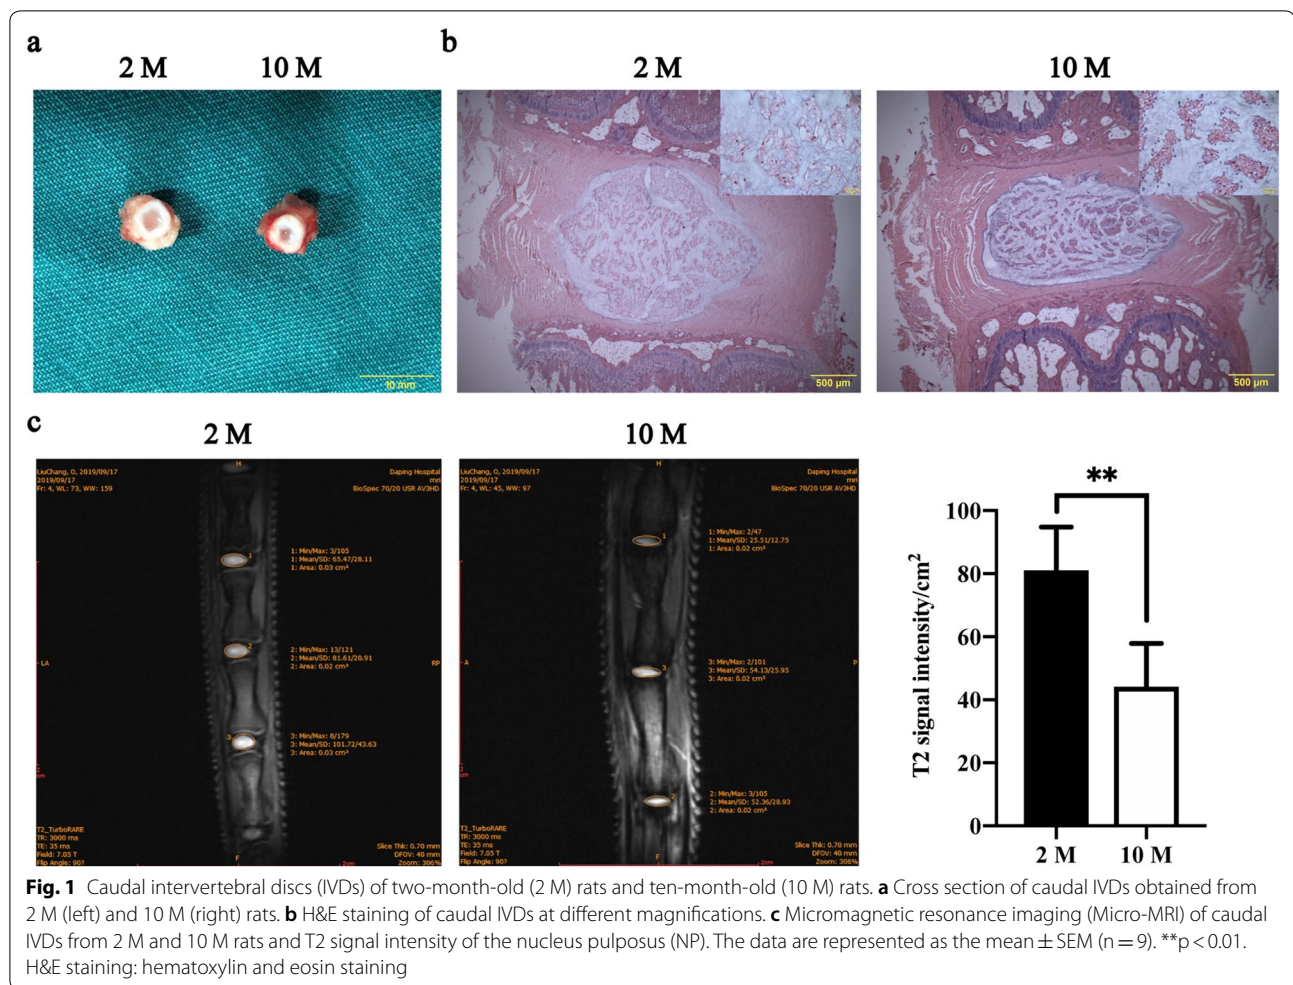 a
b
2 M
10 M
2 M
10 M
10 mm
500 µm
500 µm
c
2 M
10 M
LiuChang, O, 2019/09/17
2019/09/17
Fr: 4, WL: 73, WW: 159
H
Daping Hospital
mri
BioSpec 70/20 USR AV3HD
1
1: Min/Max: 3/105
1: Mean/SD: 65.47/28.11
1: Area: 0.03 cm²
2
2: Min/Max: 13/121
2: Mean/SD: 81.61/20.91
2: Area: 0.02 cm²
LA
RP
3
3: Min/Max: 8/179
3: Mean/SD: 101.72/43.63
3: Area: 0.03 cm²
cm
T2_TurboRARE
TR: 3000 ms
TE: 35 ms
Field: 7.05 T
Flip Angle: 90?
F
2cm
Slice Thk: 0.70 mm
DFOV: 40 mm
Zoom: 306%
LiuChang, O, 2019/09/17
2019/09/17
Fr: 4, WL: 45, WW: 97
H
Daping Hospital
mri
BioSpec 70/20 USR AV3HD
1
1: Min/Max: 2/47
1: Mean/SD: 25.51/12.75
1: Area: 0.02 cm²
A
P
3
3: Min/Max: 2/101
3: Mean/SD: 54.13/25.95
3: Area: 0.02 cm²
2
2: Min/Max: 3/105
2: Mean/SD: 52.36/28.93
2: Area: 0.02 cm²
cm
T2_TurboRARE
TR: 3000 ms
TE: 35 ms
Field: 7.05 T
Flip Angle: 90?
F
2cm
Slice Thk: 0.70 mm
DFOV: 40 mm
Zoom: 306%
**
T2 signal intensity/cm²
100
80
60
40
20
0
2 M
10 M
Fig. 1 Caudal intervertebral discs (IVDs) of two-month-old (2 M) rats and ten-month-old (10 M) rats. a Cross section of caudal IVDs obtained from
2 M (left) and 10 M (right) rats. b H&E staining of caudal IVDs at different magnifications. c Micromagnetic resonance imaging (Micro-MRI) of caudal
IVDs from 2 M and 10 M rats and T2 signal intensity of the nucleus pulposus (NP). The data are represented as the mean ± SEM (n = 9). **p < 0.01.
H&E staining: hematoxylin and eosin staining